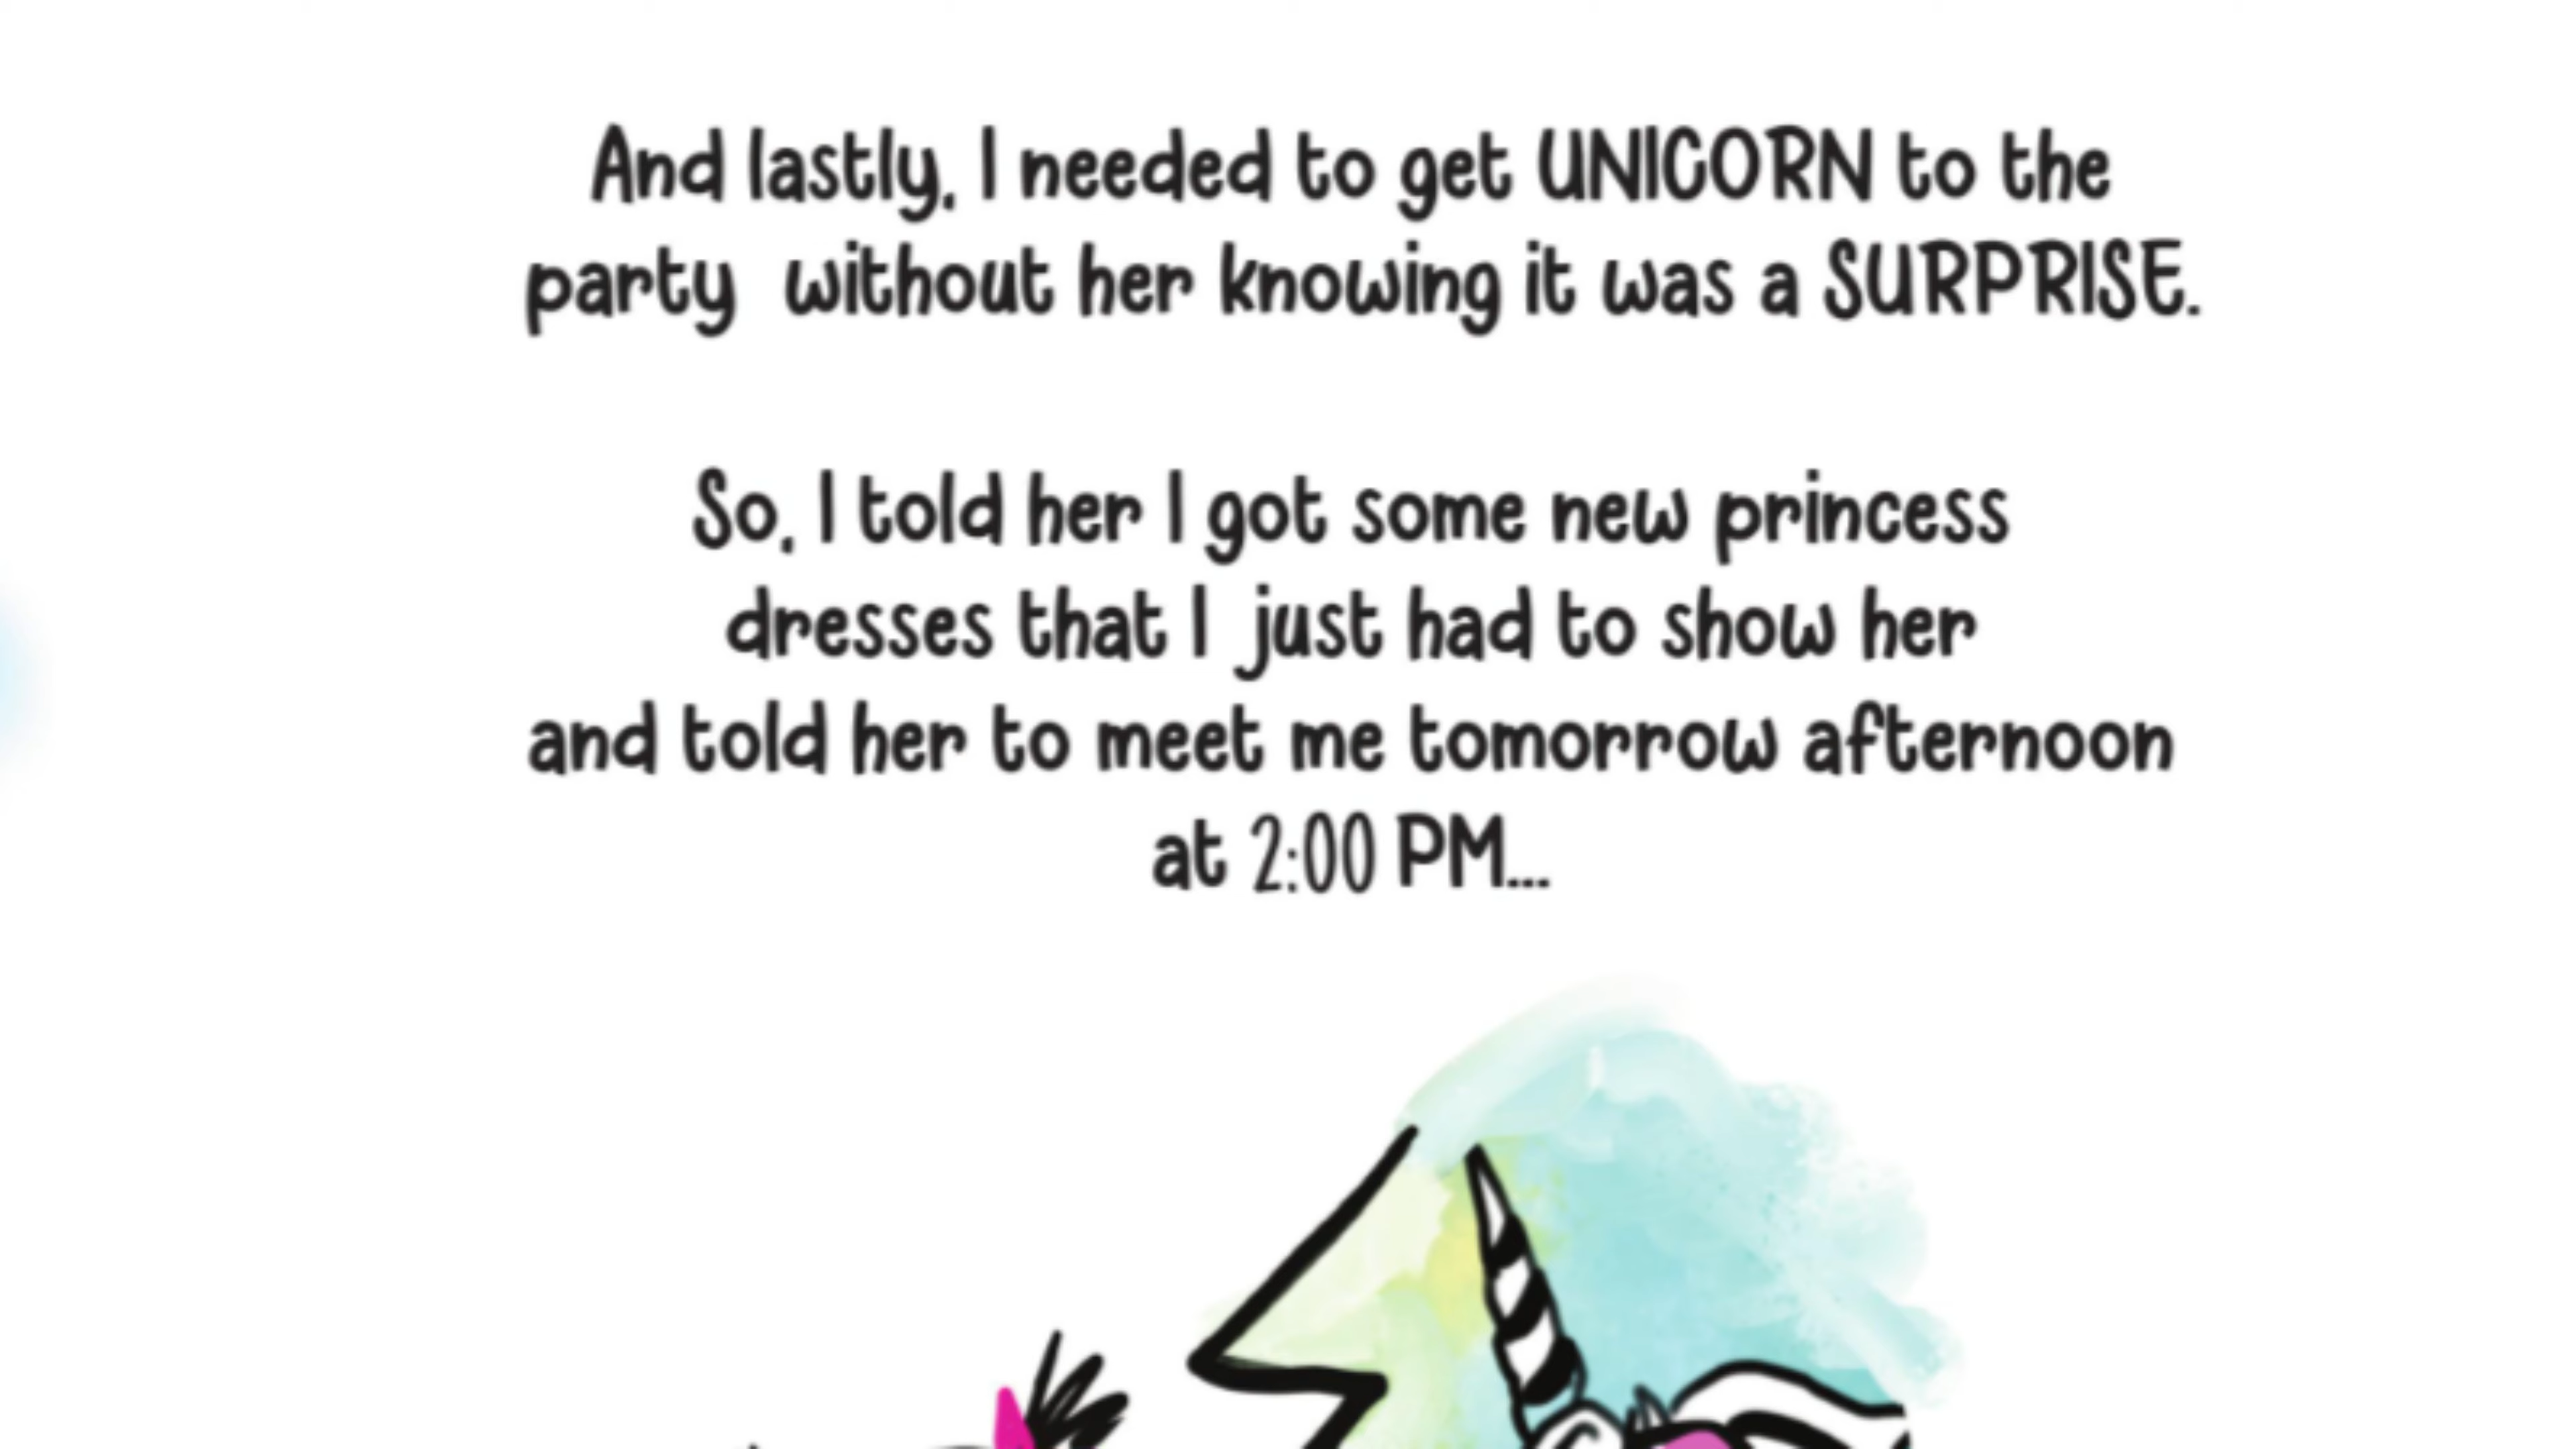 And lastly, I needed to get UNICORN to the
party without her knowing it was a SURPRISE.
So, I told her I got some new princess
dresses that I just had to show her
and told her to meet me tomorrow afternoon
at 2:00 PM...